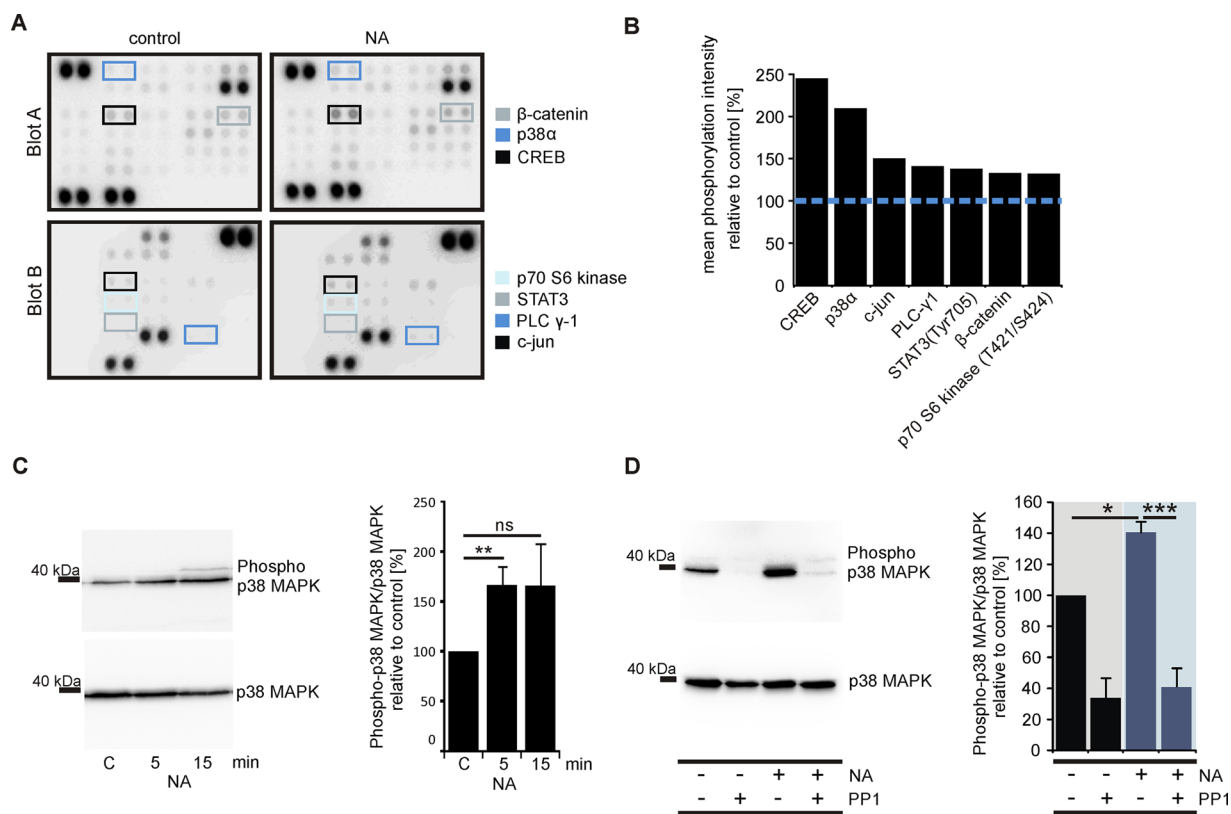 A
control
NA
Blot A
β-catenin
p38α
CREB
Blot B
p70 S6 kinase
STAT3
PLC γ-1
c-jun
B
mean phosphorylation intensity
relative to control [%]
250
200
150
100
50
0
CREB
p38α
c-jun
PLC-γ1
STAT3(Tyr705)
β-catenin
p70 S6 kinase (T421/S424)
C
40 kDa
Phospho
p38 MAPK
40 kDa
p38 MAPK
C 5 15 min
NA
Phospho-p38 MAPK/p38 MAPK
relative to control [%]
250
200
150
100
50
0
**
ns
C 5 15 min
NA
D
40 kDa
Phospho
p38 MAPK
40 kDa
p38 MAPK
- - + + NA
- + - + PP1
Phospho-p38 MAPK/p38 MAPK
relative to control [%]
160
140
120
100
80
60
40
20
0
* ***
- - + + NA
- + - + PP1